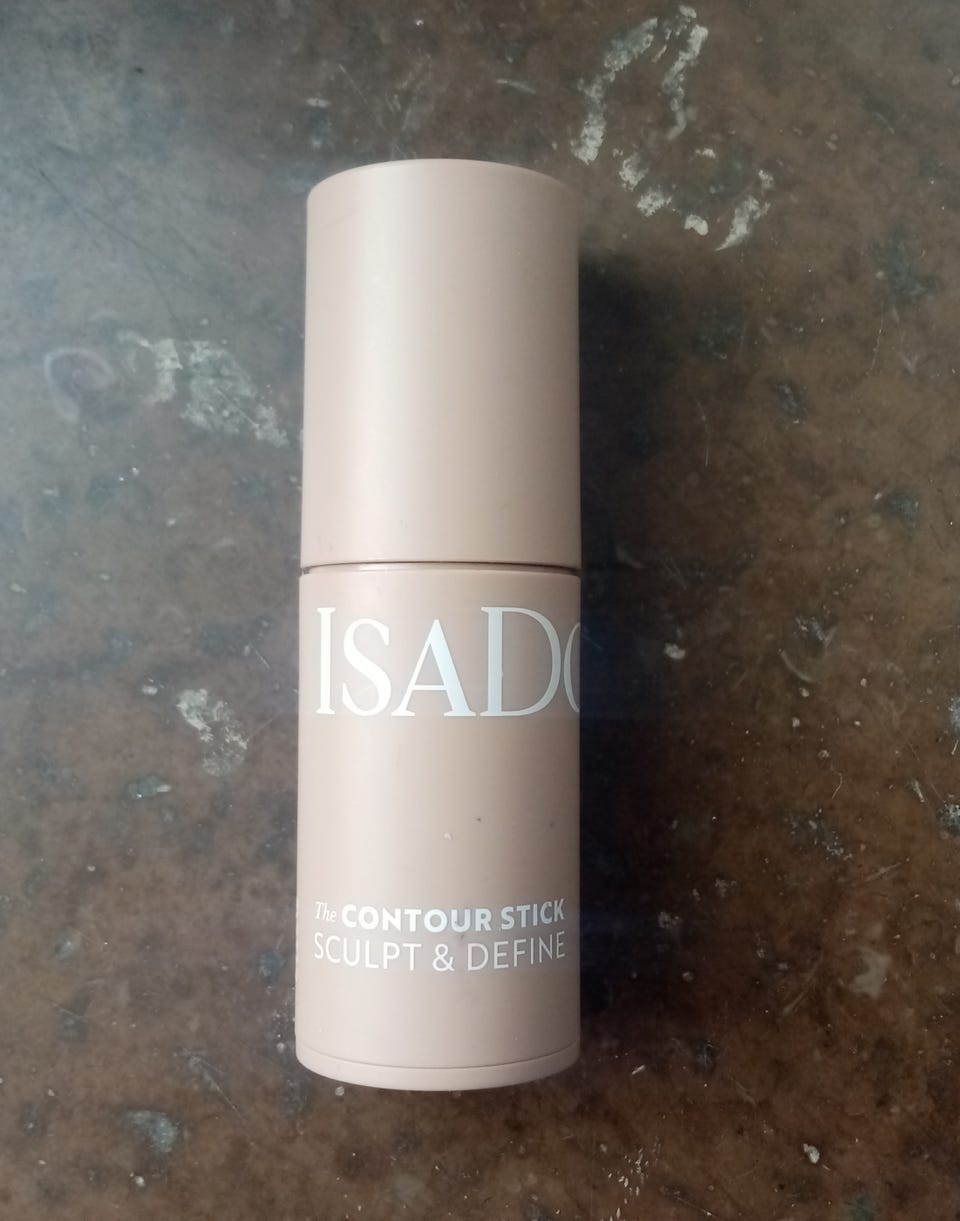 ISADO
The CONTOUR STICK
SCULPT & DEFINE